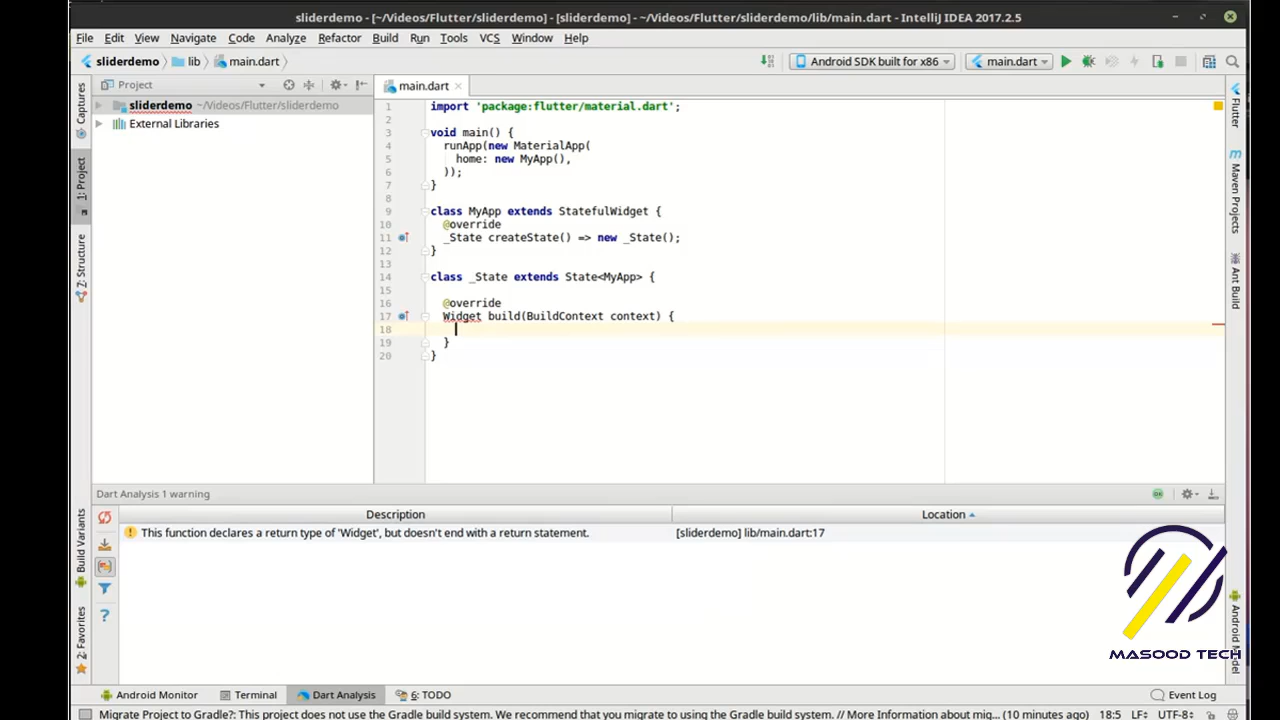 sliderdemo - [~/Videos/Flutter/sliderdemo] - [sliderdemo] - ~/Videos/Flutter/sliderdemo/lib/main.dart - IntelliJ IDEA 2017.2.5
File Edit View Navigate Code Analyze Refactor Build Run Tools VCS Window Help
sliderdemo lib main.dart Android SDK built for x86 main.dart
Project
main.dart
sliderdemo ~/Videos/Flutter/sliderdemo
External Libraries
Captures
1: Project
7: Structure
Build Variants
2: Favorites
1 import 'package:flutter/material.dart';
2
3 void main() {
4 runApp(new MaterialApp(
5 home: new MyApp(),
6 ));
7 }
8
9 class MyApp extends StatefulWidget {
10 @override
11 _State createState() => new _State();
12 }
13
14 class _State extends State<MyApp> {
15
16 @override
17 Widget build(BuildContext context) {
18
19 }
20 }
Flutter
Maven Projects
Ant Build
Android Model
Dart Analysis 1 warning
Description Location
This function declares a return type of 'Widget', but doesn't end with a return statement. [sliderdemo] lib/main.dart:17
MASOOD TECH
Android Monitor Terminal Dart Analysis 6: TODO Event Log
Migrate Project to Gradle?: This project does not use the Gradle build system. We recommend that you migrate to using the Gradle build system. // More Information about mig... (10 minutes ago) 18:5 LF÷ UTF-8÷